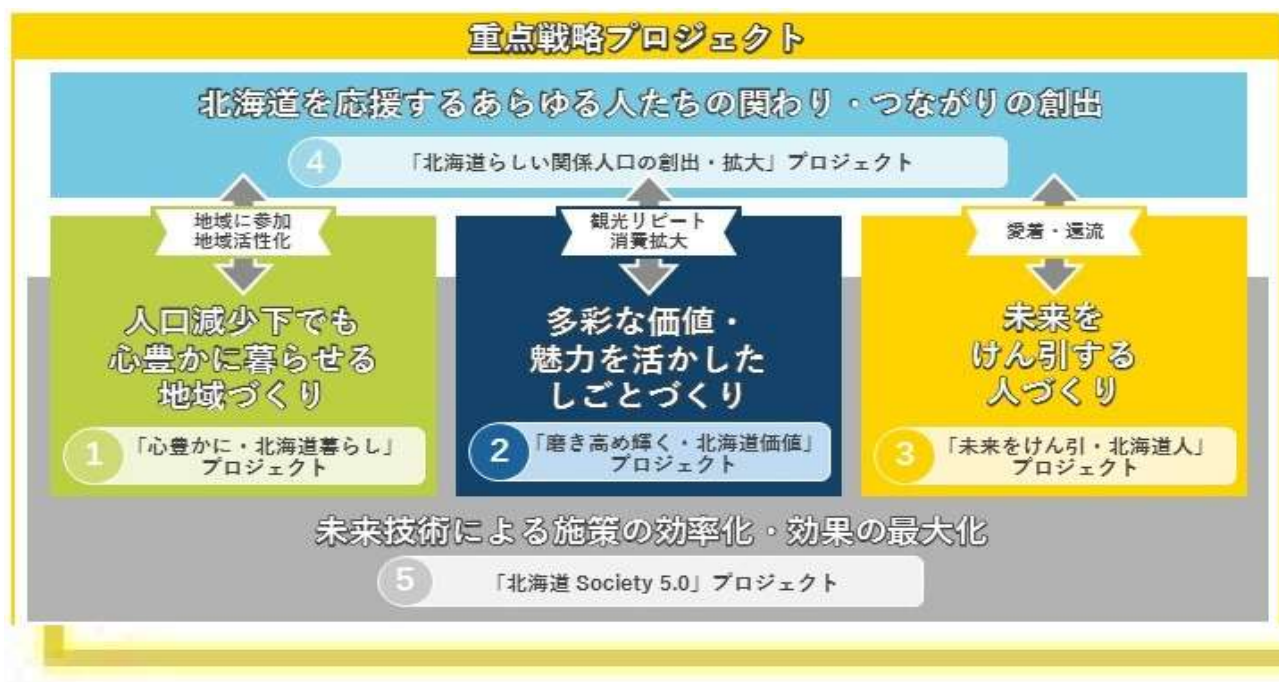 重点戦略プロジェクト
北海道を応援するあらゆる人たちの関わり・つながりの創出
4
「北海道らしい関係人口の創出・拡大」プロジェクト
地域に参加
地域活性化
人口減少下でも
心豊かに暮らせる
地域づくり
1
「心豊かに・北海道暮らし」
プロジェクト
観光リピート
消費拡大
多彩な価値・
魅力を活かした
しごとづくり
2
「磨き高め輝く・北海道価値」
プロジェクト
愛着・還流
未来を
けん引する
人づくり
3
「未来をけん引・北海道人」
プロジェクト
未来技術による施策の効率化・効果の最大化
5
「北海道 Society 5.0」プロジェクト